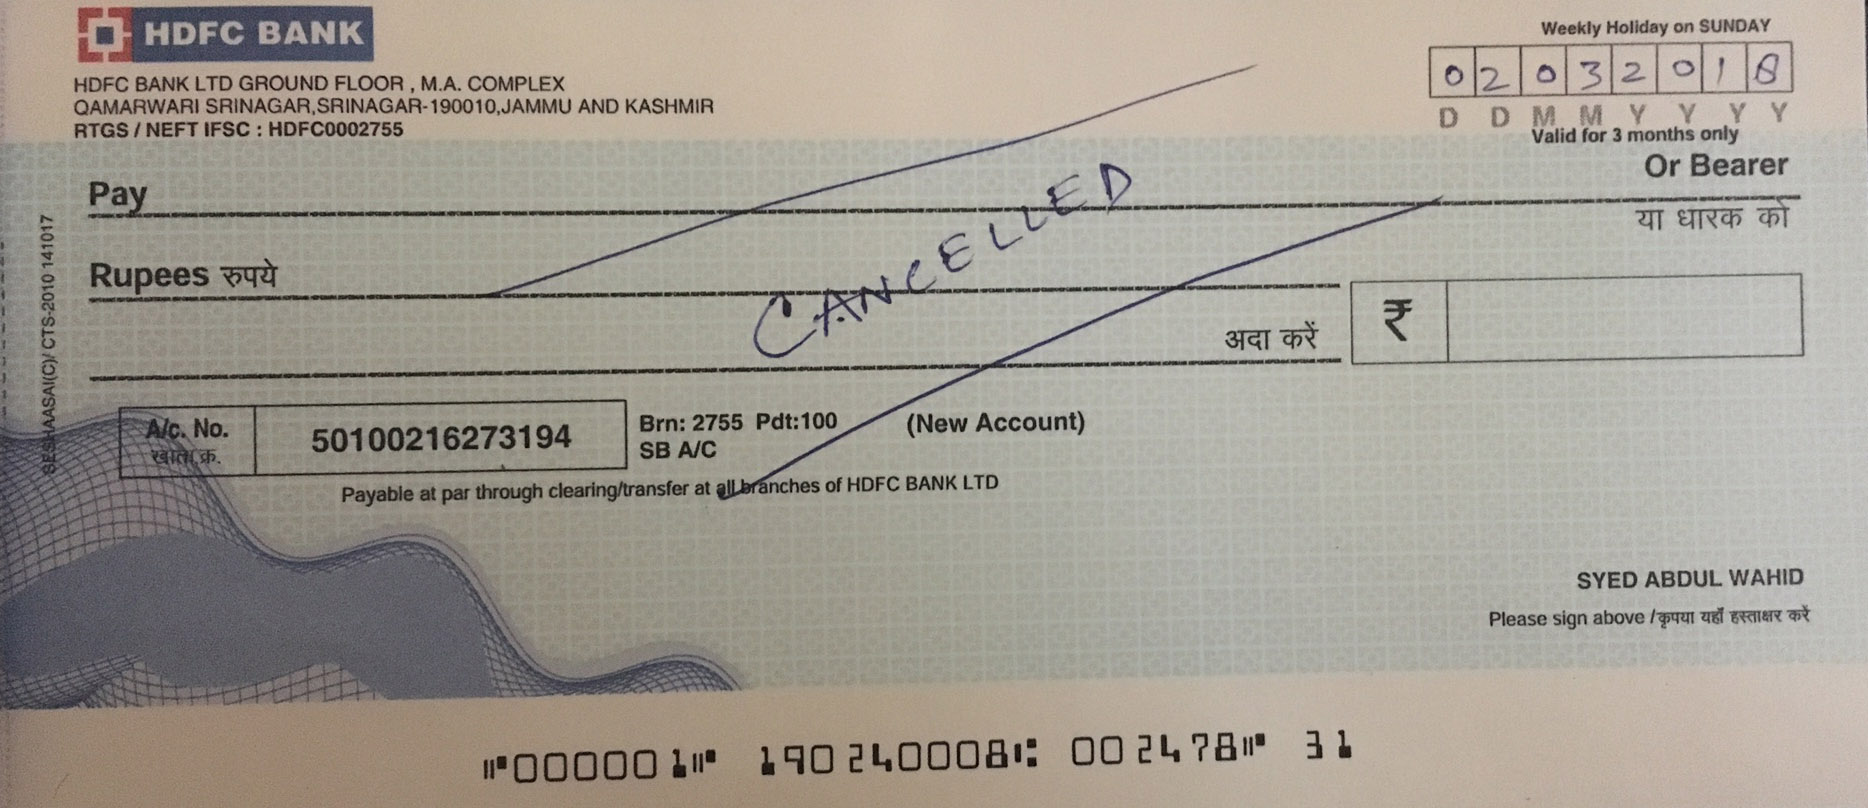 HDFC BANK
HDFC BANK LTD GROUND FLOOR , M.A. COMPLEX
QAMARWARI SRINAGAR,SRINAGAR-190010,JAMMU AND KASHMIR
RTGS / NEFT IFSC : HDFC0002755
Weekly Holiday on SUNDAY
0 2 0 3 2 0 1 8
D D M M Y Y Y Y
Valid for 3 months only
Pay
Or Bearer
या धारक को
CANCELLED
Rupees रुपये
अदा करें
₹
A/c. No.
खाता क्र.
50100216273194
Brn: 2755 Pdt:100 (New Account)
SB A/C
Payable at par through clearing/transfer at all branches of HDFC BANK LTD
SESHAASAI(C)/ CTS-2010 141017
SYED ABDUL WAHID
Please sign above /कृपया यहाँ हस्ताक्षर करें
⑈000001⑈ 190240008⑆ 002478⑈ 31